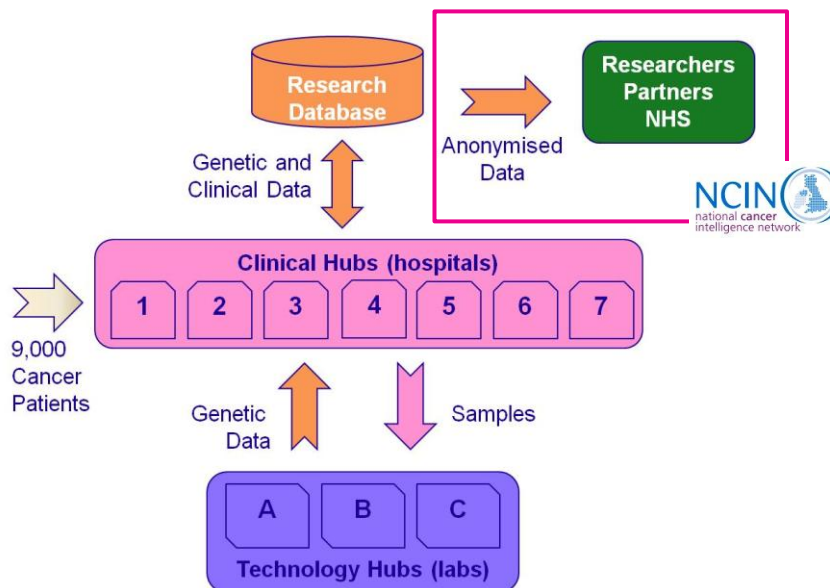 Research
Database
Researchers
Partners
NHS
Anonymised
Data
Genetic and
Clinical Data
NCIN
national cancer
intelligence network
Clinical Hubs (hospitals)
1 2 3 4 5 6 7
9,000
Cancer
Patients
Genetic
Data
Samples
A B C
Technology Hubs (labs)